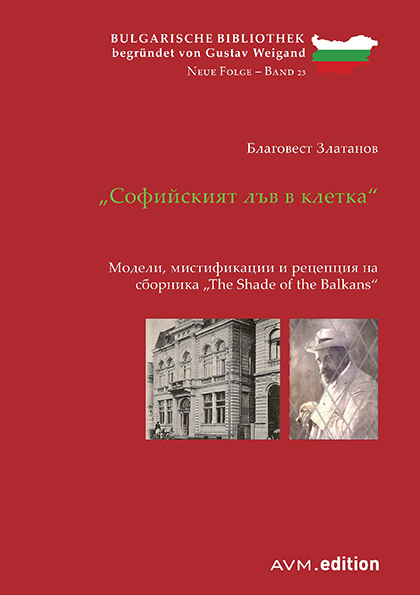 BULGARISCHE BIBLIOTHEK
begründet von Gustav Weigand
NEUE FOLGE – BAND 23
Благовест Златанов
„Софийският лъв в клетка“
Модели, мистификации и рецепция на
сборника „The Shade of the Balkans“
AVM.edition